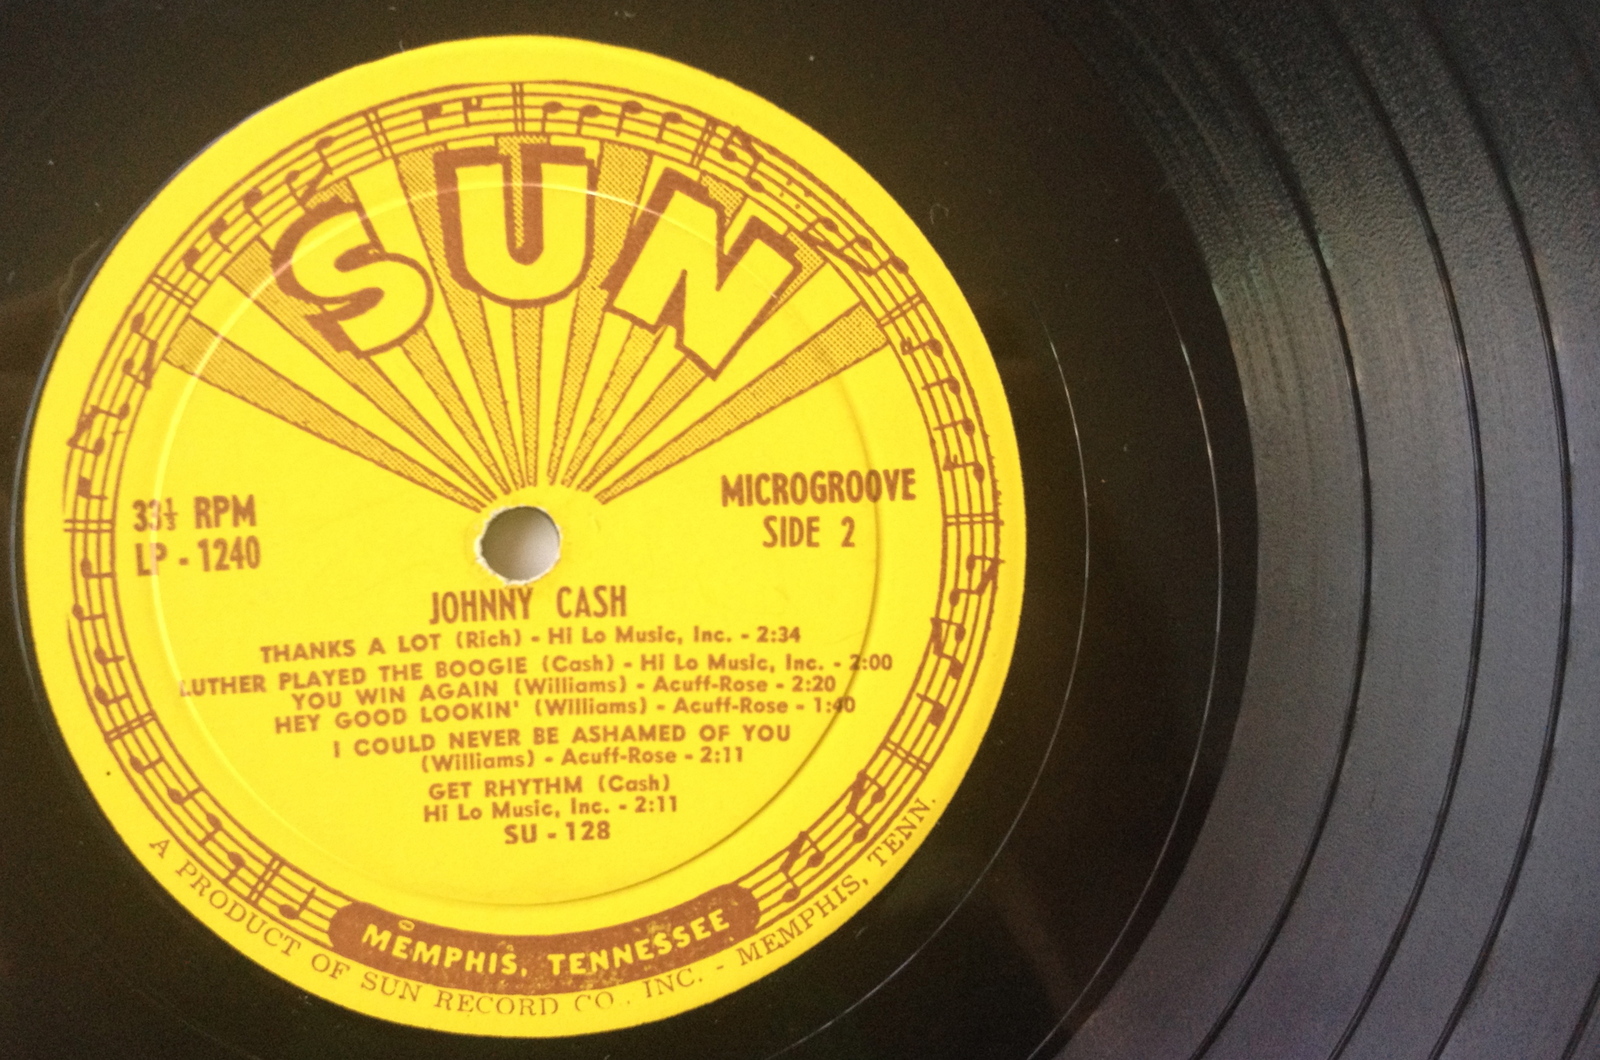 SUN
33⅓ RPM
LP - 1240
MICROGROOVE
SIDE 2
JOHNNY CASH
THANKS A LOT (Rich) - Hi Lo Music, Inc. - 2:34
LUTHER PLAYED THE BOOGIE (Cash) - Hi Lo Music, Inc. - 2:00
YOU WIN AGAIN (Williams) - Acuff-Rose - 2:20
HEY GOOD LOOKIN' (Williams) - Acuff-Rose - 1:40
I COULD NEVER BE ASHAMED OF YOU
(Williams) - Acuff-Rose - 2:11
GET RHYTHM (Cash)
Hi Lo Music, Inc. - 2:11
SU - 128
MEMPHIS, TENNESSEE
A PRODUCT OF SUN RECORD CO., INC. - MEMPHIS, TENN.